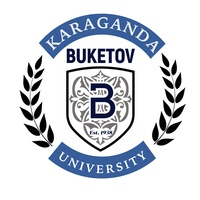 KARAGANDA
BUKETOV
B
Est. 1938
UNIVERSITY